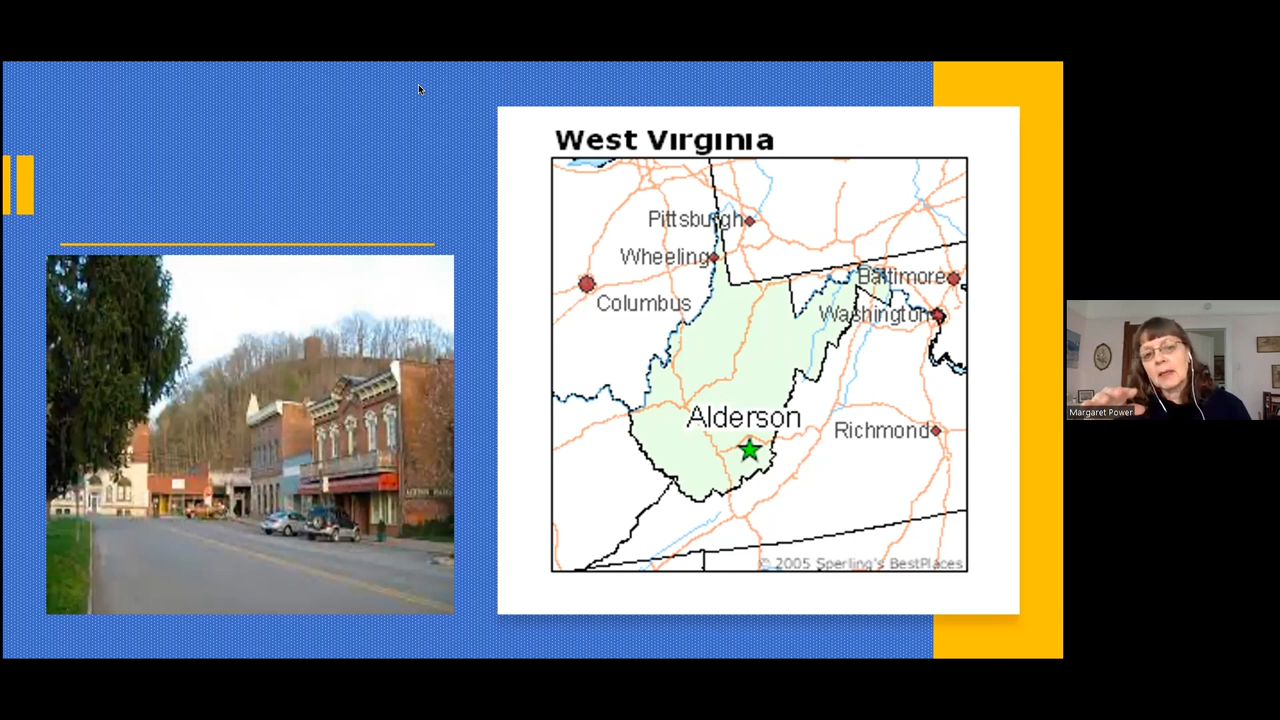 West Virginia
Pittsburgh
Wheeling
Baltimore
Columbus
Washington
Alderson
Richmond
© 2005 Sperling's BestPlaces
Margaret Power